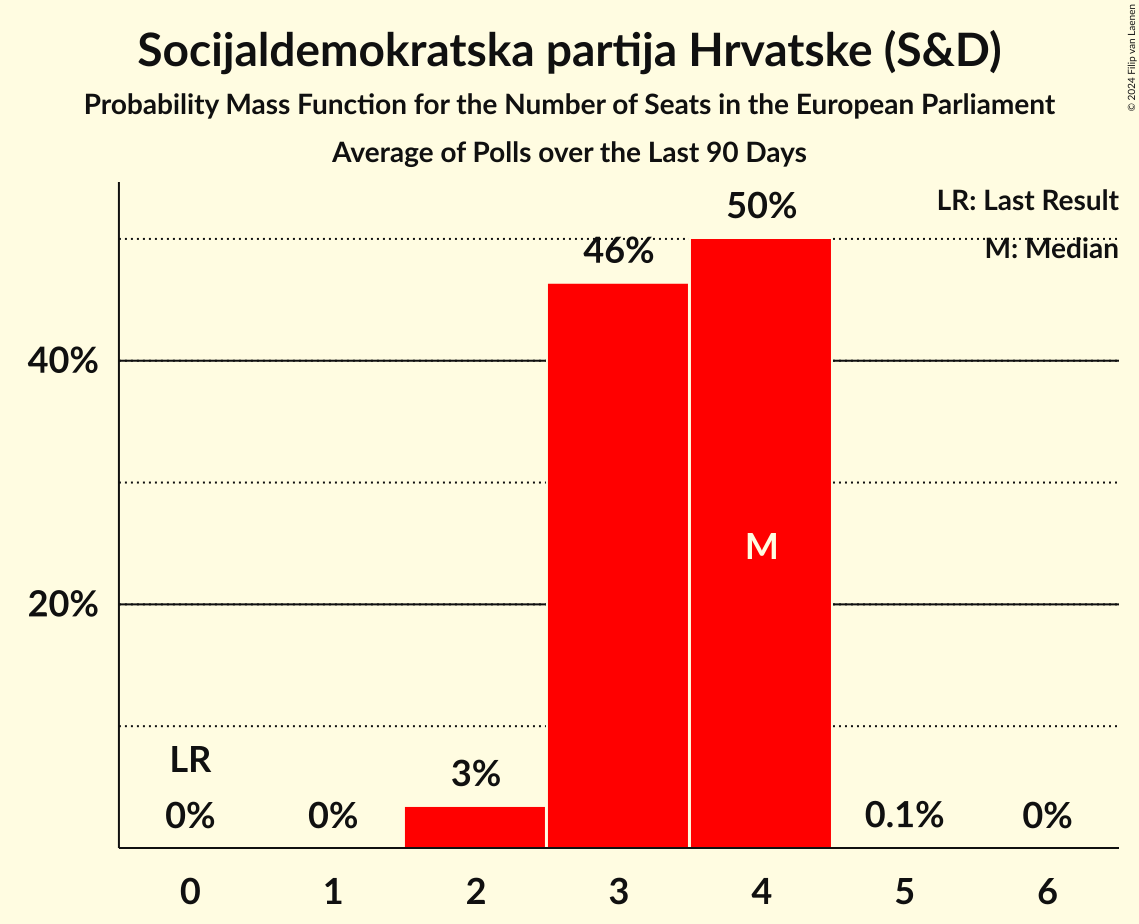 Socijaldemokratska partija Hrvatske (S&D)
Probability Mass Function for the Number of Seats in the European Parliament
Average of Polls over the Last 90 Days
© 2024 Filip van Laenen
LR: Last Result
M: Median
50%
46%
40%
M
20%
LR
3%
0%
0%
0.1%
0%
0 1 2 3 4 5 6